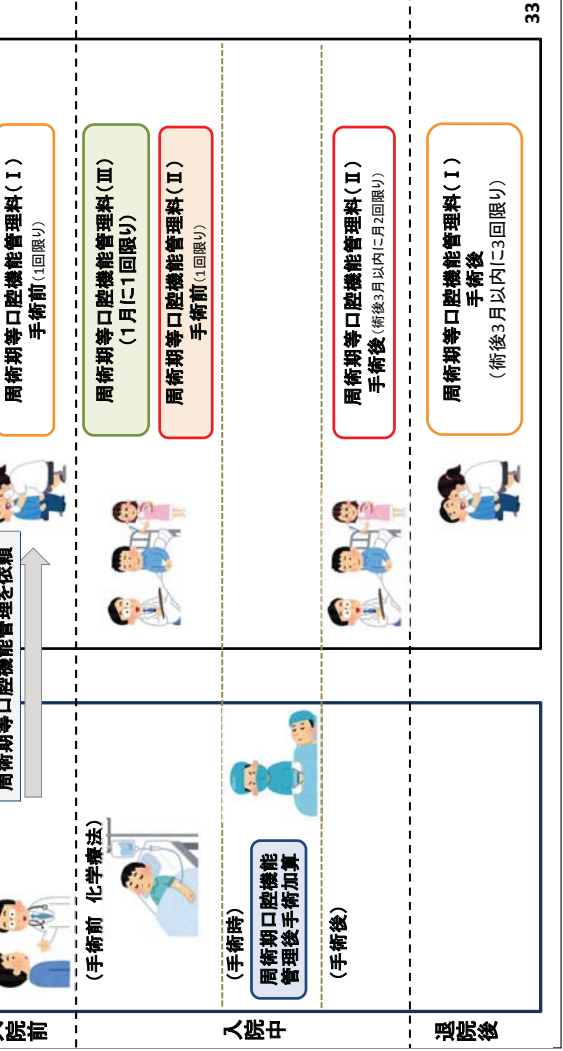 周術期等口腔機能管理を依頼
周術期等口腔機能管理料(Ⅰ)
手術前(1回限り)
院前
(手術前 化学療法)
周術期等口腔機能管理料(Ⅲ)
(1月に1回限り)
周術期等口腔機能管理料(Ⅱ)
手術前(1回限り)
入院中
(手術時)
周術期口腔機能
管理後手術加算
(手術後)
周術期等口腔機能管理料(Ⅱ)
手術後(術後3月以内に月2回限り)
退院後
周術期等口腔機能管理料(Ⅰ)
手術後
(術後3月以内に3回限り)
33